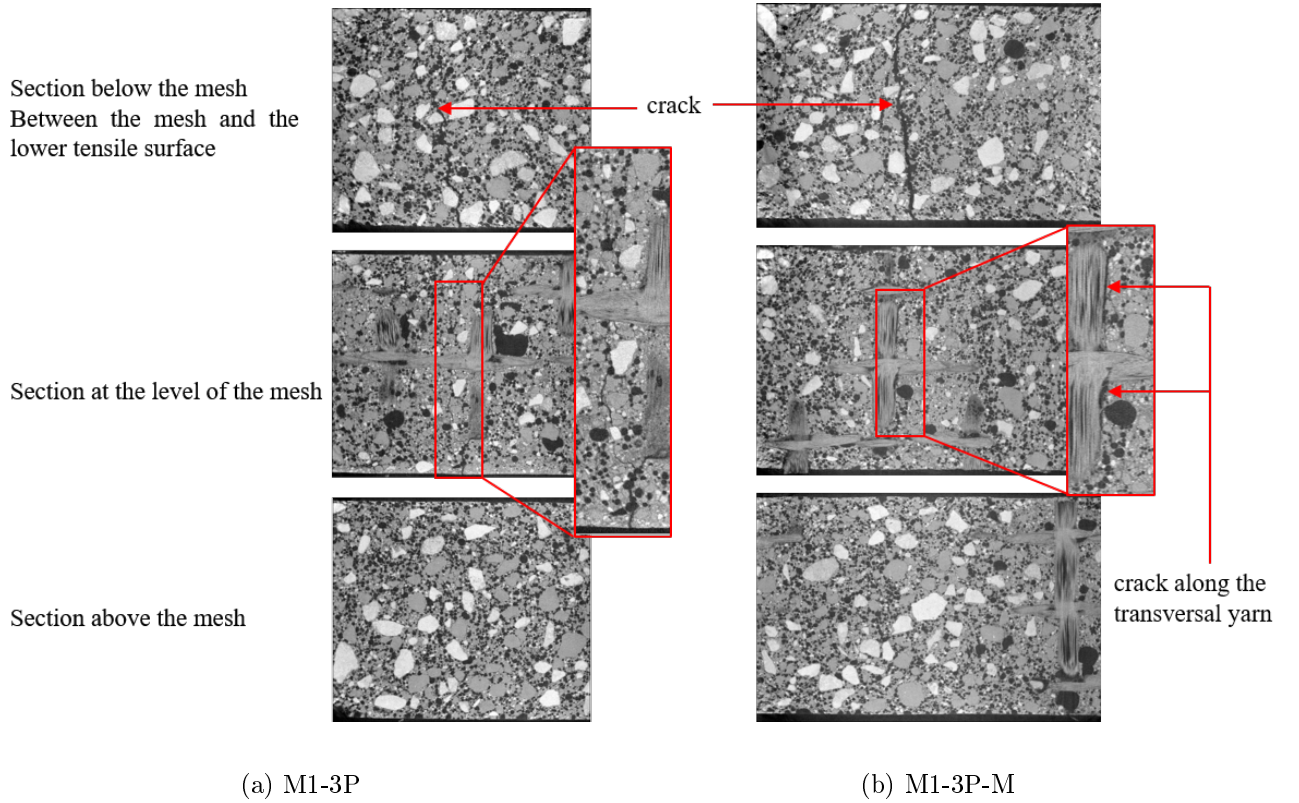 Section below the mesh
Between the mesh and the
lower tensile surface
crack
Section at the level of the mesh
Section above the mesh
crack along the
transversal yarn
(a) M1-3P
(b) M1-3P-M